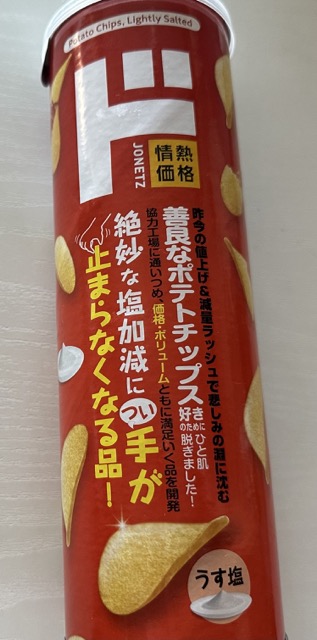 Potato Chips, Lightly Salted
ド
JONETZ
情熱
価格
昨今の値上げ&減量ラッシュで悲しみの淵に沈む
善良なポテトチップス好きのためにひと肌脱ぎました!
協力工場に通いつめ、価格・ボリュームともに満足いく品を開発
絶妙な塩加減につい手が
止まらなくなる品!
うす塩